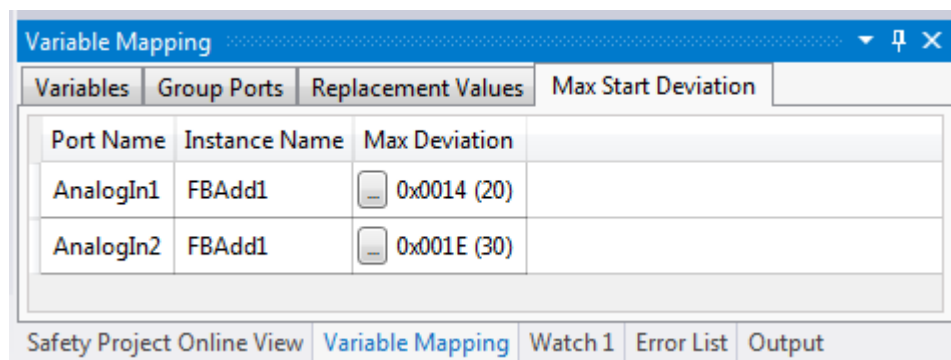 Variable Mapping
Variables Group Ports Replacement Values Max Start Deviation
Port Name Instance Name Max Deviation
AnalogIn1 FBAdd1 ... 0x0014 (20)
AnalogIn2 FBAdd1 ... 0x001E (30)
Safety Project Online View Variable Mapping Watch 1 Error List Output